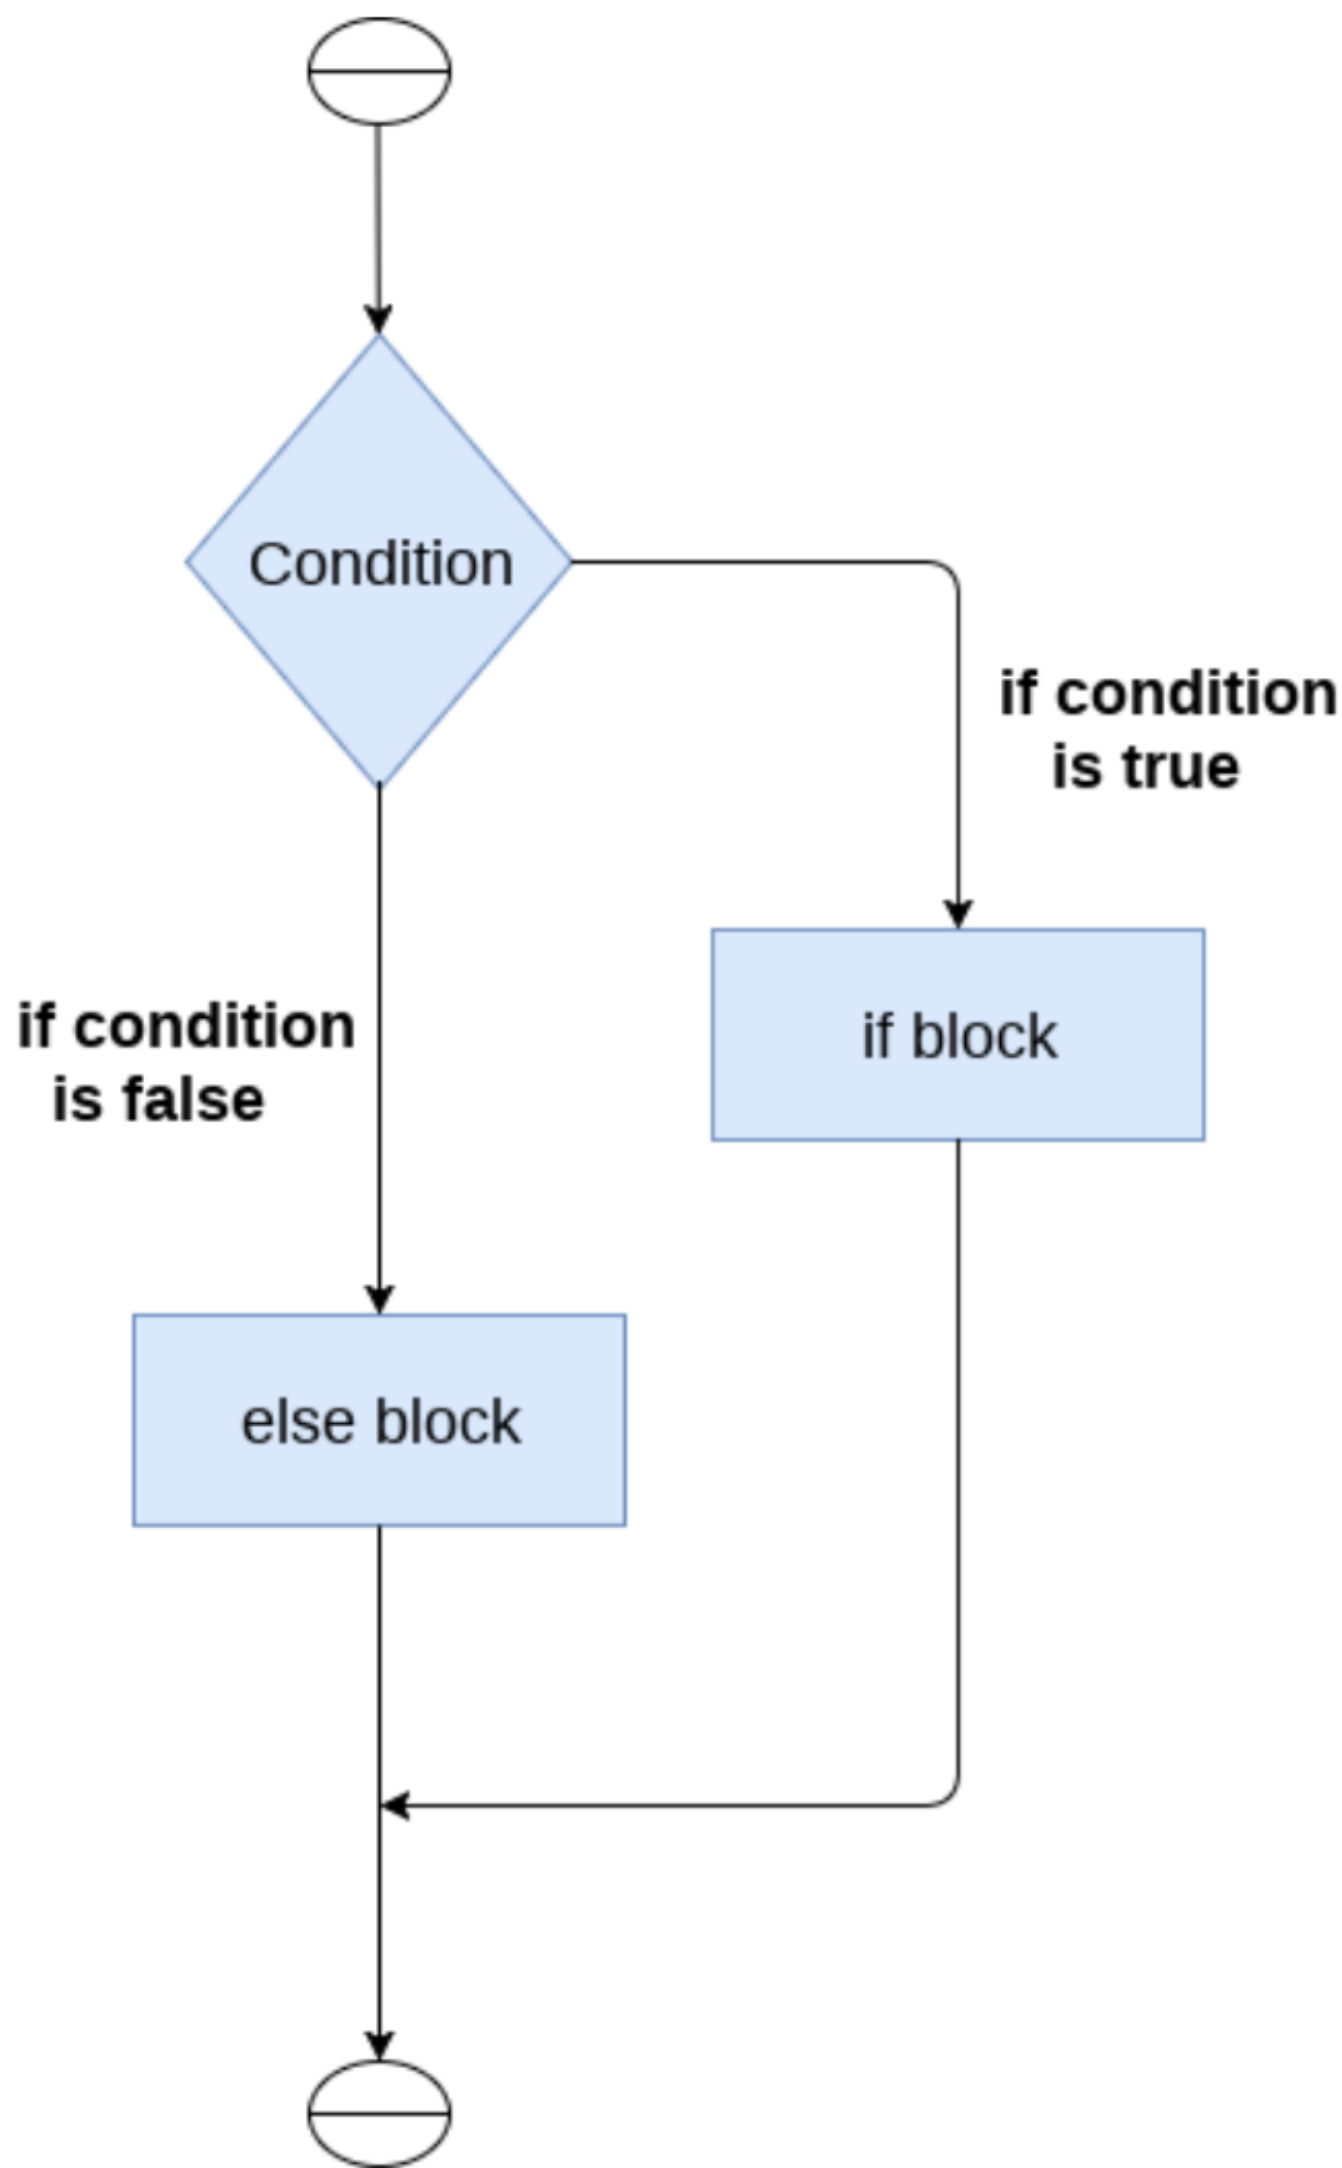 Condition
if condition
is true
if condition
is false
if block
else block